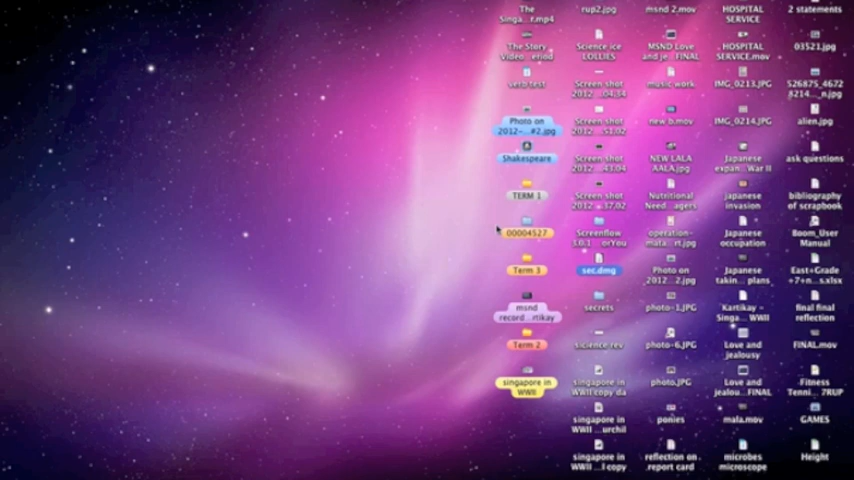 The
Singa...r.mp4
rup2.jpg
msnd 2.mov
HOSPITAL
SERVICE
2 statements
The Story
Video ...eriod
Science ice
LOLLIES
MSND Love
and je...FINAL
HOSPITAL
SERVICE.mov
03521.jpg
verb test
Screen shot
2012 ...04.34
music work
IMG_0213.JPG
526875_4672
8214..._n.jpg
Photo on
2012-...#2.jpg
Screen shot
2012 ...51.02
new b.mov
IMG_0214.JPG
alien.jpg
Shakespeare
Screen shot
2012 ...43.04
NEW LALA
AALA.jpg
Japanese
expan...War II
ask questions
TERM 1
Screen shot
2012 ...37.02
Nutritional
Need...agers
japanese
invasion
bibliography
of scrapbook
00004527
Screenflow
3.0.1 ...orYou
operation-
mata...rt.jpg
Japanese
occupation
Boom_User
Manual
Term 3
sec.dmg
Photo on
2012...2.jpg
Japanese
takin...plans
East+Grade
+7+n...s.xlsx
msnd
record...rtikay
secrets
photo-1.JPG
Kartikay -
Singa...WWII
final final
reflection
Term 2
sicience rev
photo-6.JPG
Love and
jealousy
FINAL.mov
singapore in
WWII
singapore in
WWII copy da
photo.JPG
Love and
jealou...FINAL
Fitness
Tenni...7RUP
singapore in
WWII ...urchil
ponies
mala.mov
GAMES
singapore in
WWII ...l copy
reflection on
report card
microbes
microscope
Height